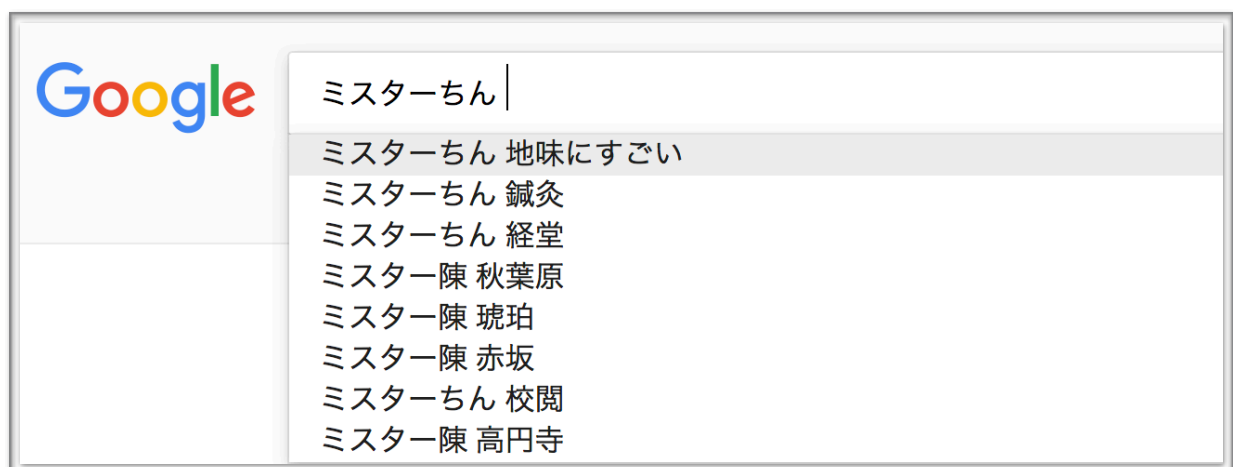 Google
ミスターちん
ミスターちん 地味にすごい
ミスターちん 鍼灸
ミスターちん 経堂
ミスター陳 秋葉原
ミスター陳 琥珀
ミスター陳 赤坂
ミスターちん 校閲
ミスター陳 高円寺